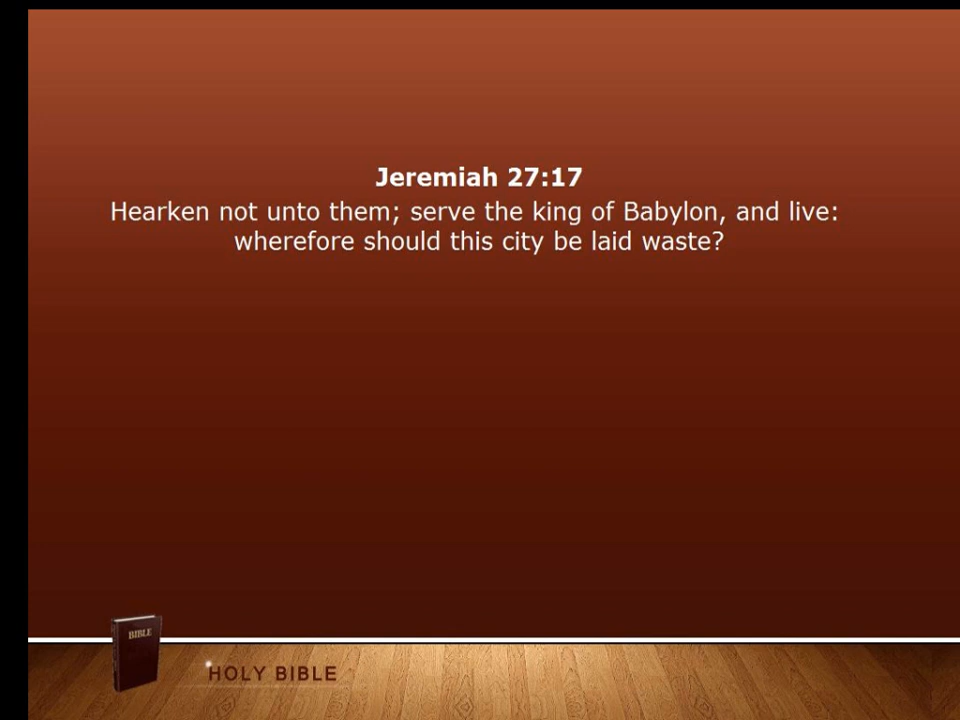 Jeremiah 27:17
Hearken not unto them; serve the king of Babylon, and live:
wherefore should this city be laid waste?
BIBLE
HOLY BIBLE